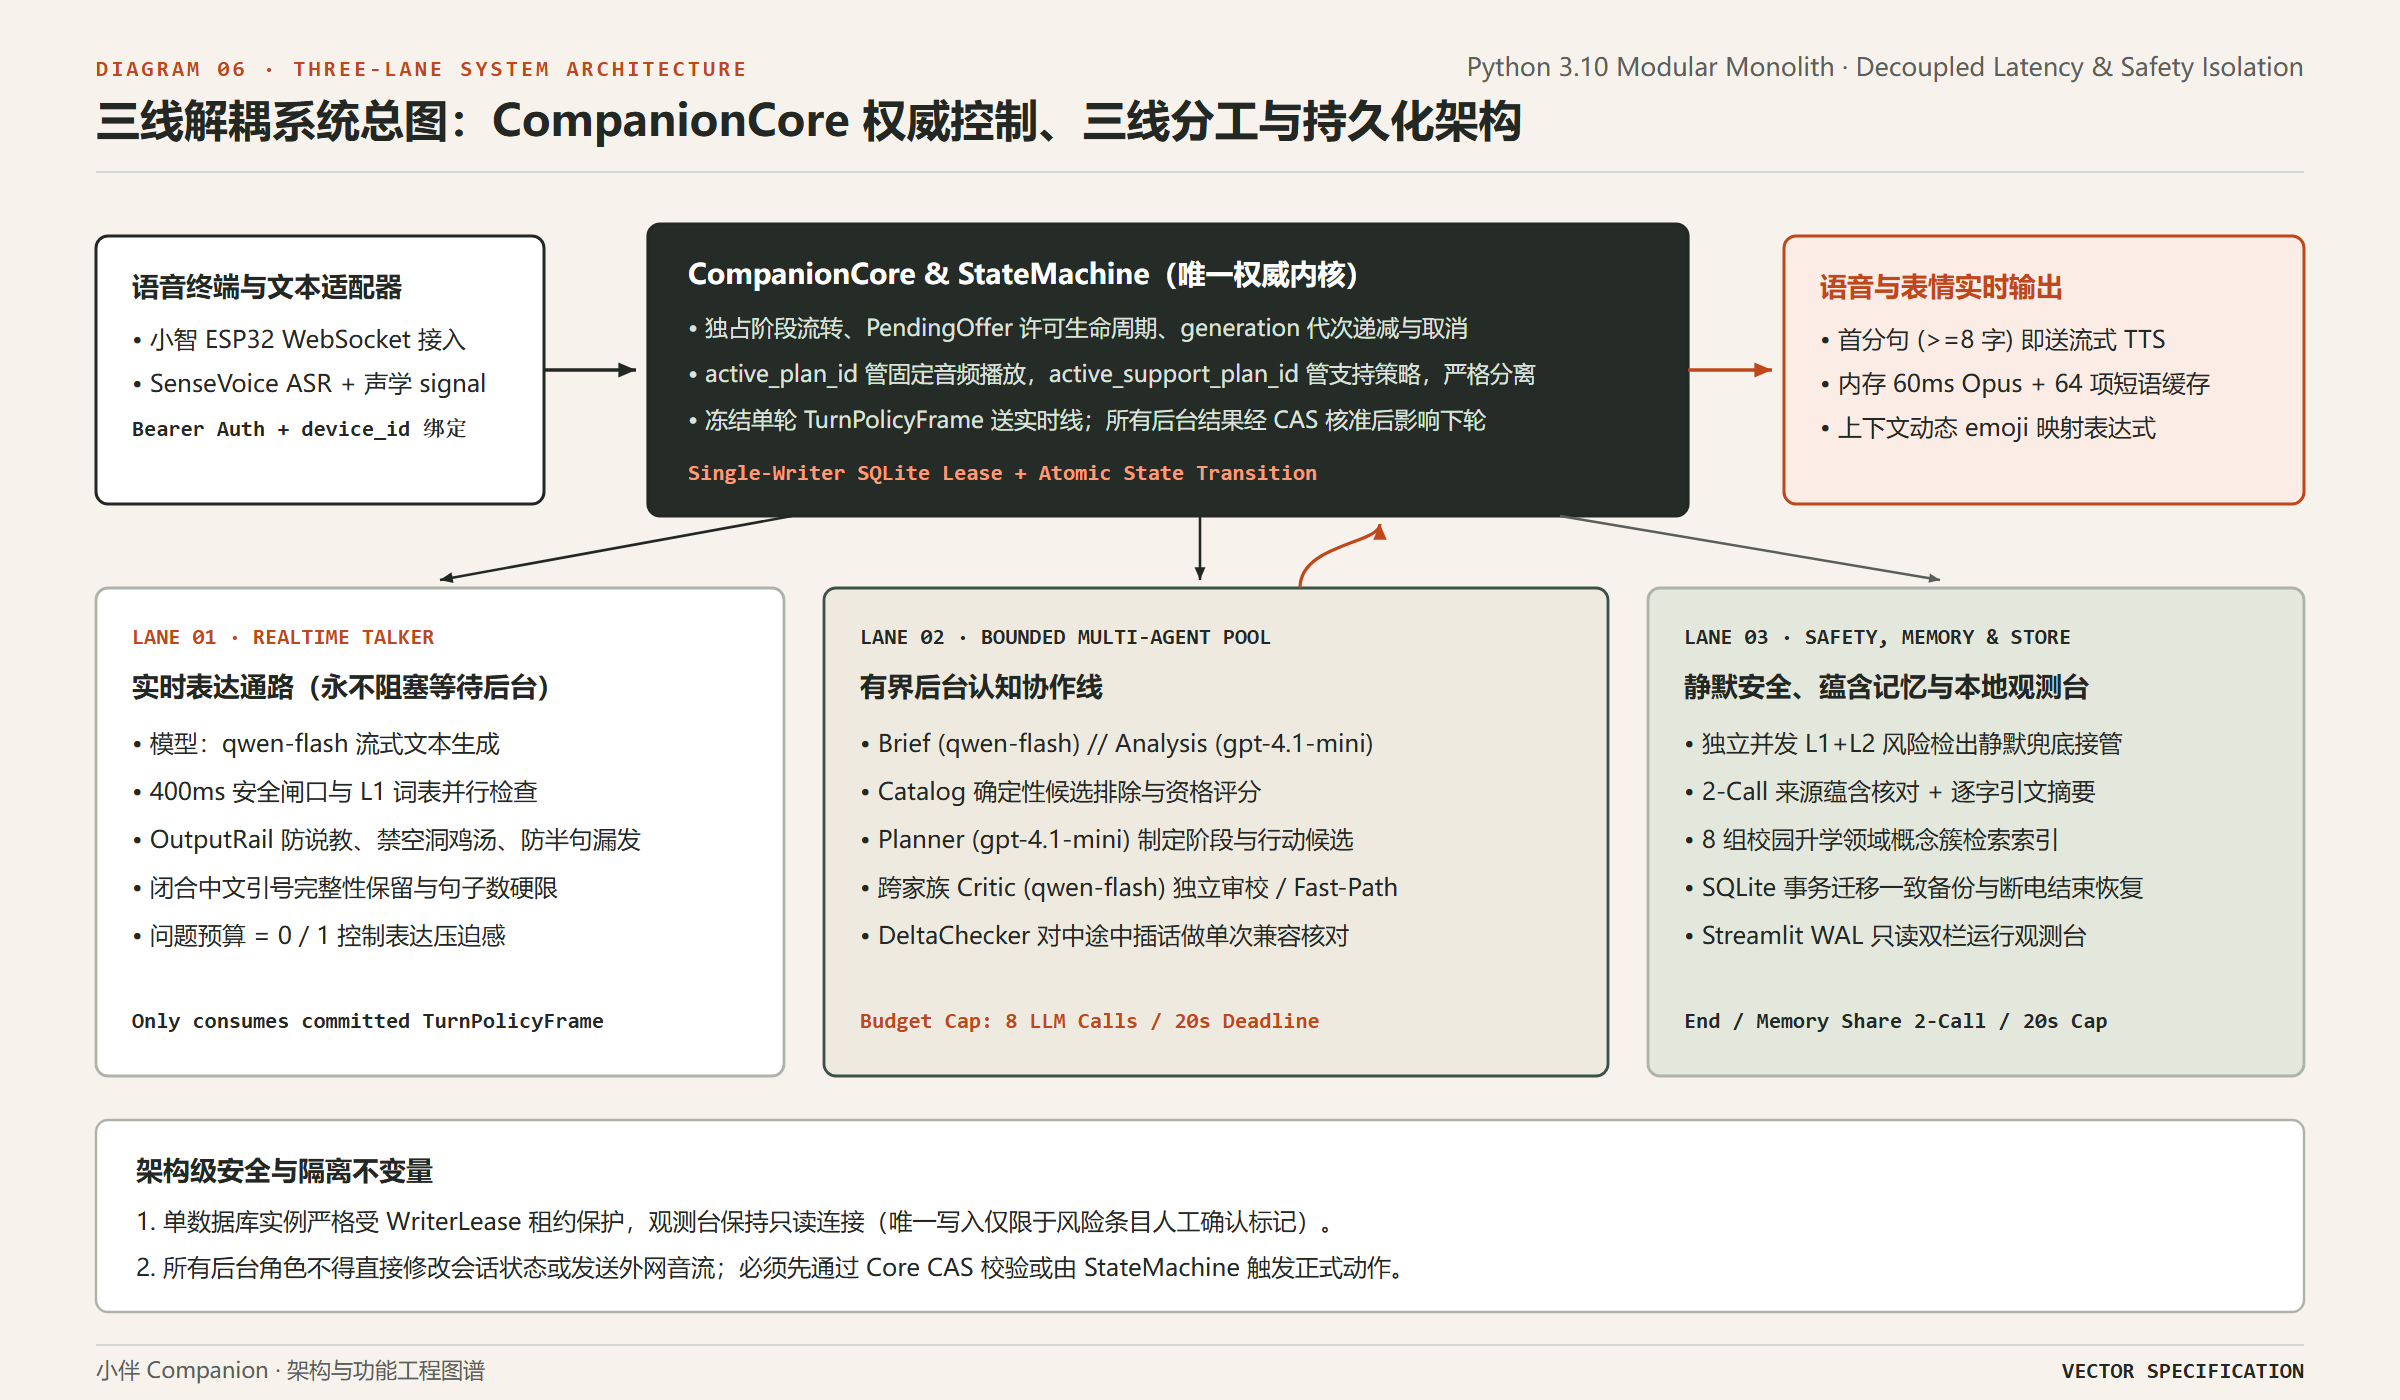 DIAGRAM 06 · THREE-LANE SYSTEM ARCHITECTURE
Python 3.10 Modular Monolith · Decoupled Latency & Safety Isolation
三线解耦系统总图：CompanionCore 权威控制、三线分工与持久化架构
语音终端与文本适配器
• 小智 ESP32 WebSocket 接入
• SenseVoice ASR + 声学 signal
Bearer Auth + device_id 绑定
CompanionCore & StateMachine（唯一权威内核）
• 独占阶段流转、PendingOffer 许可生命周期、generation 代次递减与取消
• active_plan_id 管固定音频播放，active_support_plan_id 管支持策略，严格分离
• 冻结单轮 TurnPolicyFrame 送实时线；所有后台结果经 CAS 核准后影响下轮
Single-Writer SQLite Lease + Atomic State Transition
语音与表情实时输出
• 首分句 (>=8 字) 即送流式 TTS
• 内存 60ms Opus + 64 项短语缓存
• 上下文动态 emoji 映射表达式
LANE 01 · REALTIME TALKER
实时表达通路（永不阻塞等待后台）
• 模型：qwen-flash 流式文本生成
• 400ms 安全闸口与 L1 词表并行检查
• OutputRail 防说教、禁空洞鸡汤、防半句漏发
• 闭合中文引号完整性保留与句子数硬限
• 问题预算 = 0 / 1 控制表达压迫感
Only consumes committed TurnPolicyFrame
LANE 02 · BOUNDED MULTI-AGENT POOL
有界后台认知协作线
• Brief (qwen-flash) // Analysis (gpt-4.1-mini)
• Catalog 确定性候选排除与资格评分
• Planner (gpt-4.1-mini) 制定阶段与行动候选
• 跨家族 Critic (qwen-flash) 独立审校 / Fast-Path
• DeltaChecker 对中途中插话做单次兼容核对
Budget Cap: 8 LLM Calls / 20s Deadline
LANE 03 · SAFETY, MEMORY & STORE
静默安全、蕴含记忆与本地观测台
• 独立并发 L1+L2 风险检出静默兜底接管
• 2-Call 来源蕴含核对 + 逐字引文摘要
• 8 组校园升学领域概念簇检索索引
• SQLite 事务迁移一致备份与断电结束恢复
• Streamlit WAL 只读双栏运行观测台
End / Memory Share 2-Call / 20s Cap
架构级安全与隔离不变量
1. 单数据库实例严格受 WriterLease 租约保护，观测台保持只读连接（唯一写入仅限于风险条目人工确认标记）。
2. 所有后台角色不得直接修改会话状态或发送外网音流；必须先通过 Core CAS 校验或由 StateMachine 触发正式动作。
小伴 Companion · 架构与功能工程图谱
VECTOR SPECIFICATION